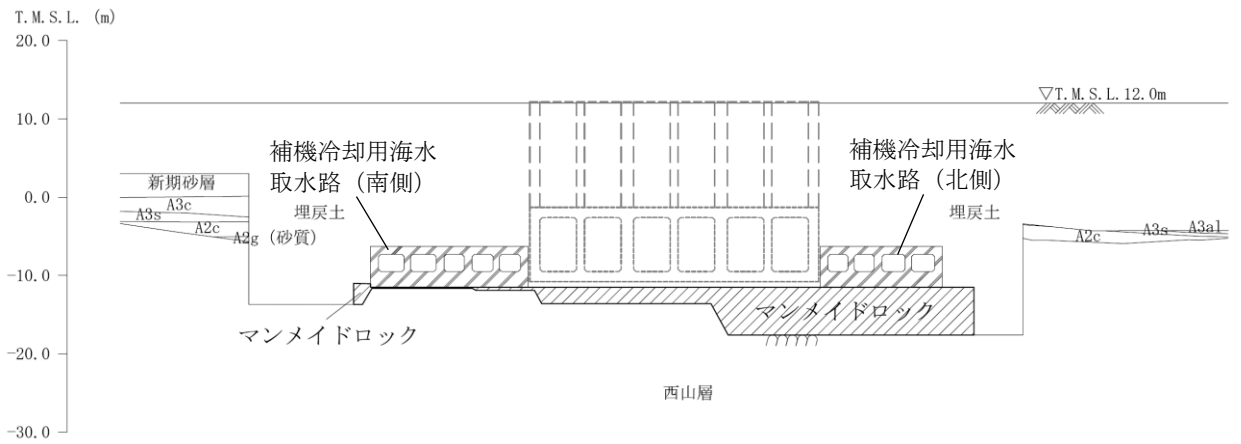 T.M.S.L. (m)
20.0
10.0
0.0
-10.0
-20.0
-30.0
▽T.M.S.L.12.0m
補機冷却用海水
取水路(南側)
補機冷却用海水
取水路(北側)
新期砂層
A3c
A3s
A2c
A2g(砂質)
埋戻土
埋戻土
A2c
A3s
A3al
マンメイドロック
マンメイドロック
西山層